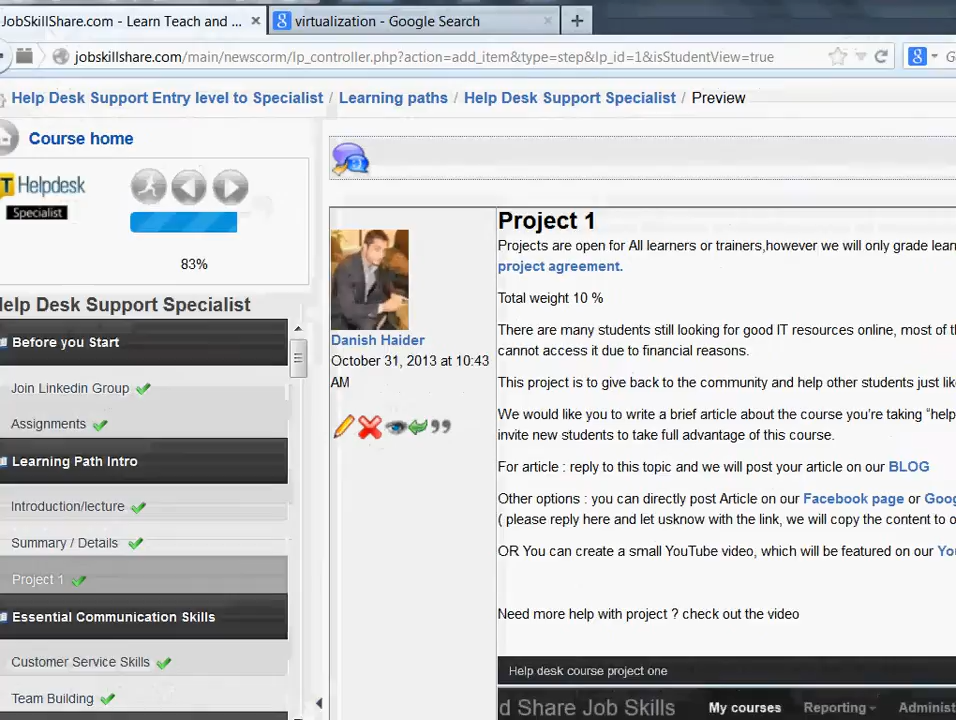 JobSkillShare.com - Learn Teach and ...
virtualization - Google Search
jobskillshare.com/main/newscorm/lp_controller.php?action=add_item&type=step&lp_id=1&isStudentView=true
Help Desk Support Entry level to Specialist / Learning paths / Help Desk Support Specialist / Preview
Course home
T Helpdesk
Specialist
83%
elp Desk Support Specialist
Before you Start
Join Linkedin Group
Assignments
Learning Path Intro
Introduction/lecture
Summary / Details
Project 1
Essential Communication Skills
Customer Service Skills
Team Building
Danish Haider
October 31, 2013 at 10:43
AM
Project 1
Projects are open for All learners or trainers,however we will only grade lear
project agreement.
Total weight 10 %
There are many students still looking for good IT resources online, most of t
cannot access it due to financial reasons.
This project is to give back to the community and help other students just lik
We would like you to write a brief article about the course you're taking "help
invite new students to take full advantage of this course.
For article : reply to this topic and we will post your article on our BLOG
Other options : you can directly post Article on our Facebook page or Goog
( please reply here and let usknow with the link, we will copy the content to o
OR You can create a small YouTube video, which will be featured on our Yo
Need more help with project ? check out the video
Help desk course project one
d Share Job Skills
My courses
Reporting
Administ